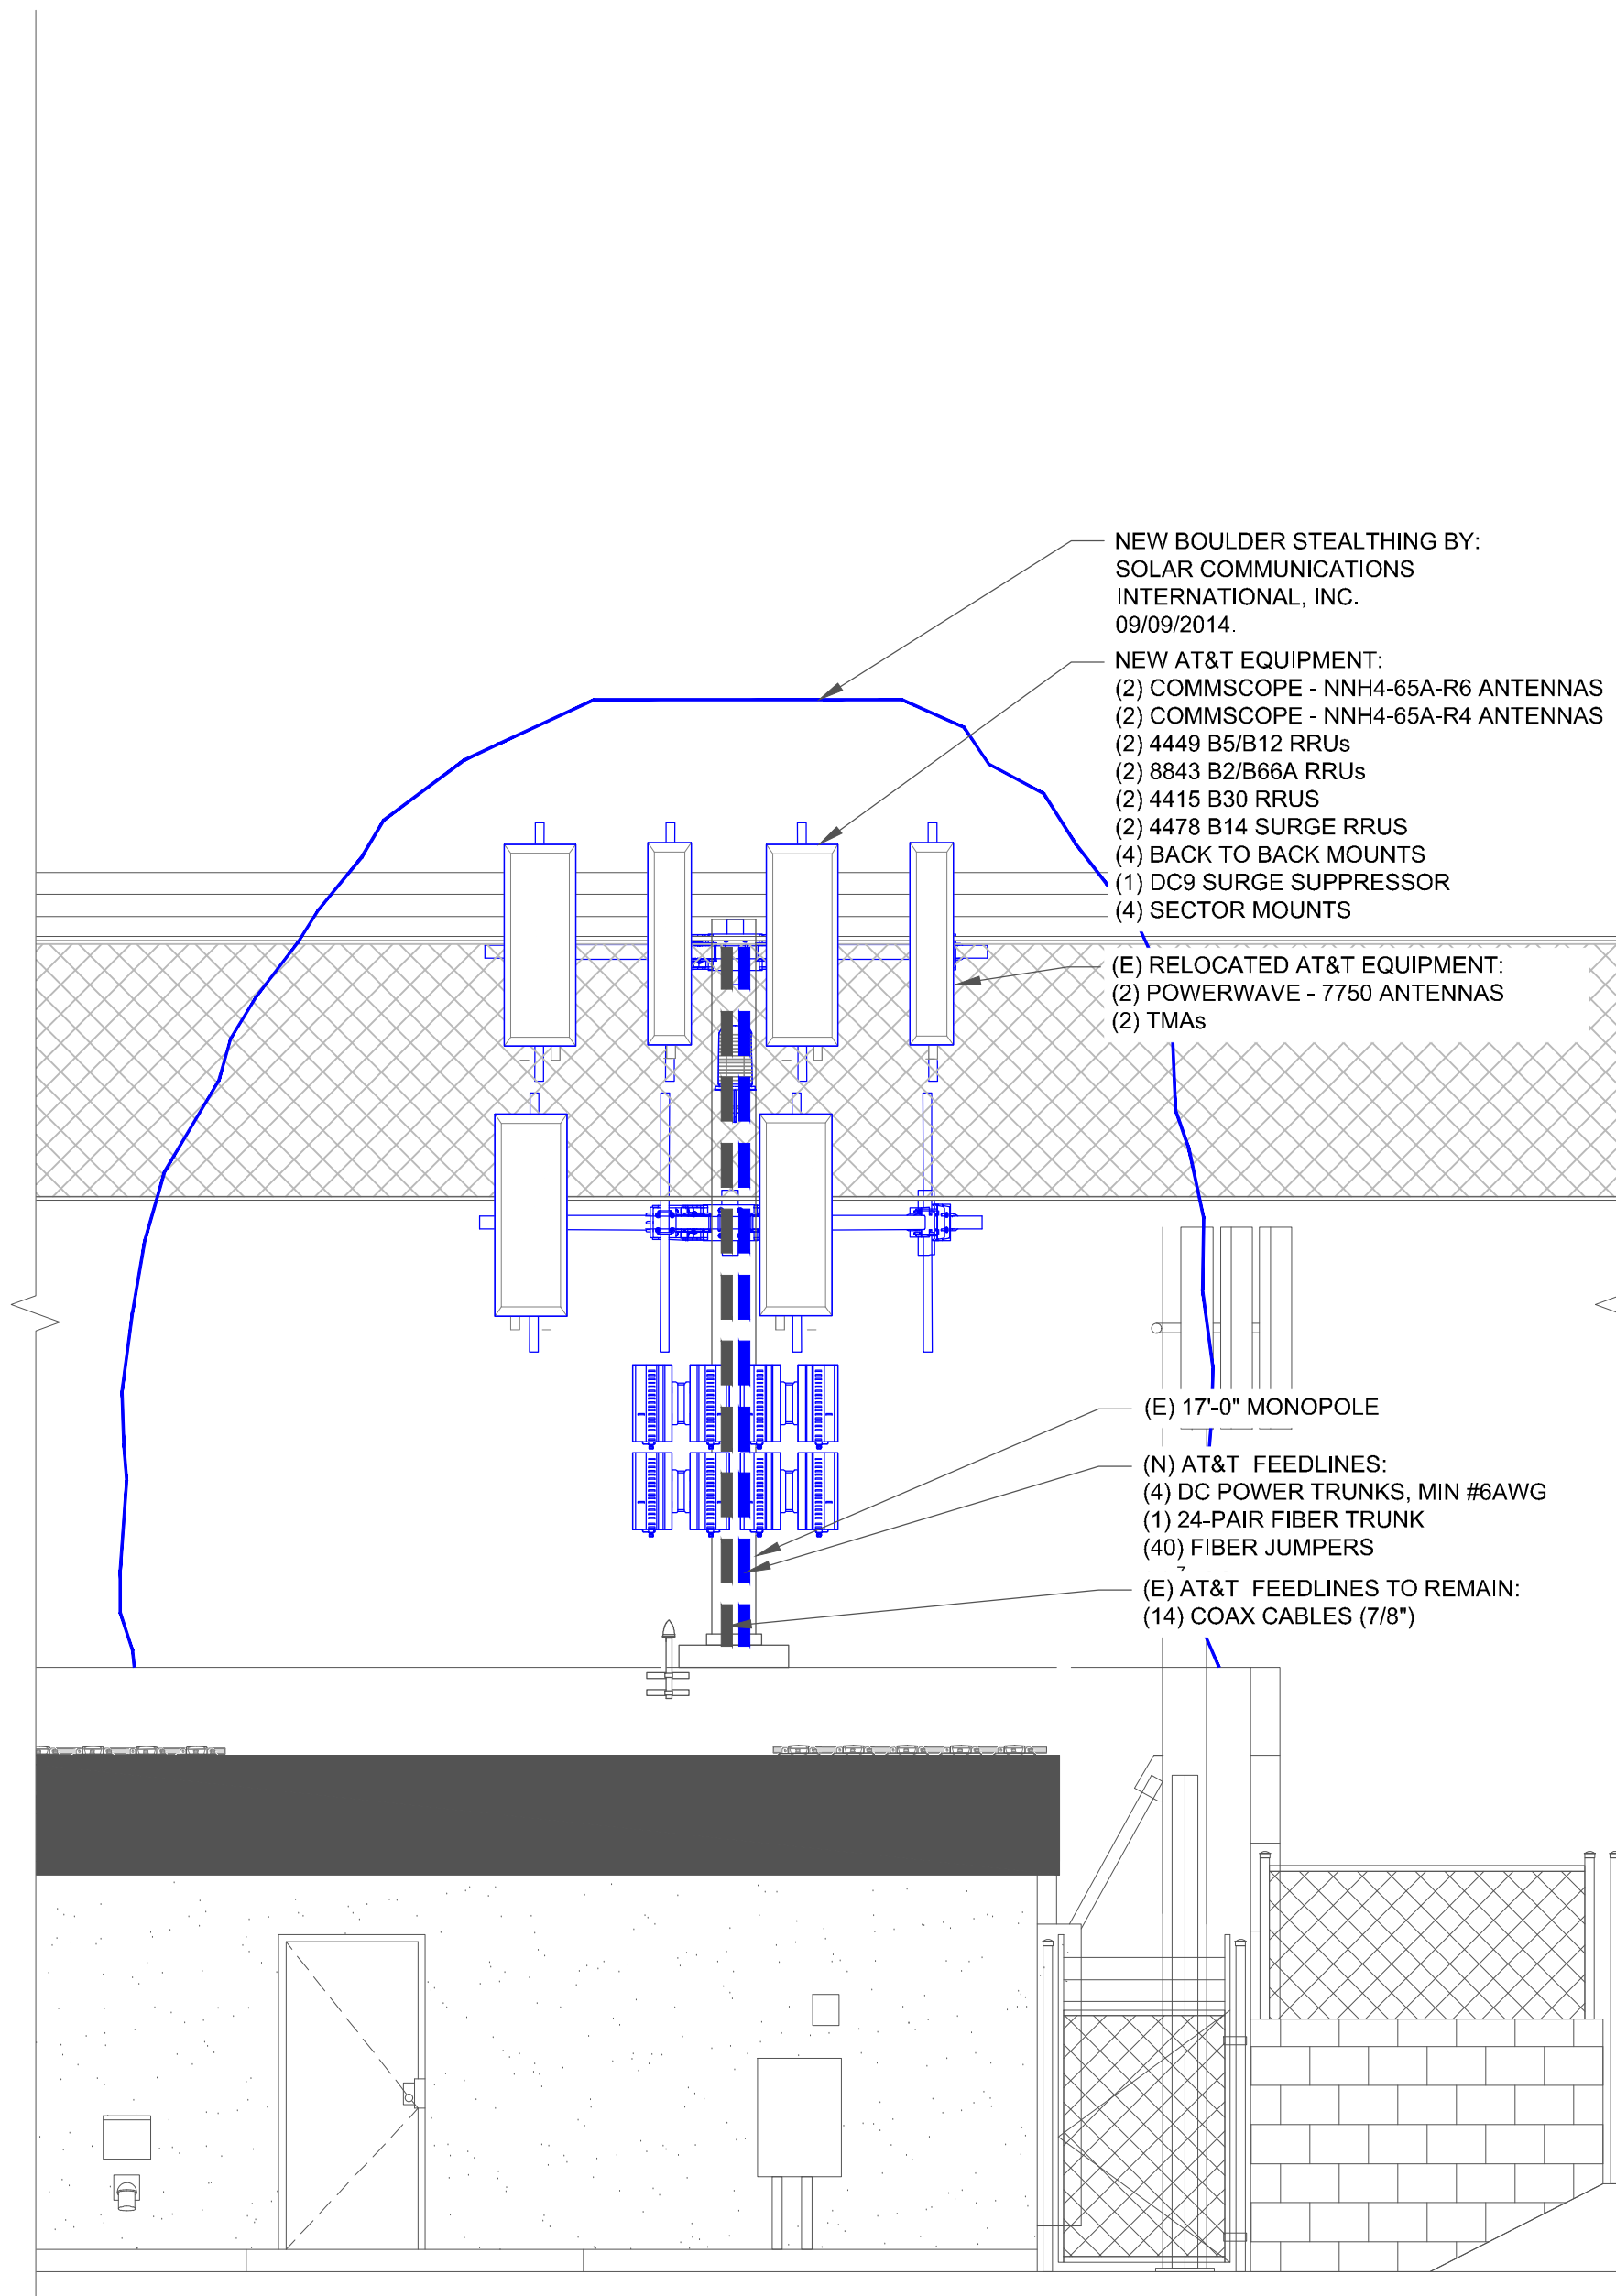 NEW BOULDER STEALTHING BY:
SOLAR COMMUNICATIONS
INTERNATIONAL, INC.
09/09/2014.
NEW AT&T EQUIPMENT:
(2) COMMSCOPE - NNH4-65A-R6 ANTENNAS
(2) COMMSCOPE - NNH4-65A-R4 ANTENNAS
(2) 4449 B5/B12 RRUs
(2) 8843 B2/B66A RRUs
(2) 4415 B30 RRUS
(2) 4478 B14 SURGE RRUS
(4) BACK TO BACK MOUNTS
(1) DC9 SURGE SUPPRESSOR
(4) SECTOR MOUNTS
(E) RELOCATED AT&T EQUIPMENT:
(2) POWERWAVE - 7750 ANTENNAS
(2) TMAs
(E) 17'-0" MONOPOLE
(N) AT&T FEEDLINES:
(4) DC POWER TRUNKS, MIN #6AWG
(1) 24-PAIR FIBER TRUNK
(40) FIBER JUMPERS
(E) AT&T FEEDLINES TO REMAIN:
(14) COAX CABLES (7/8")